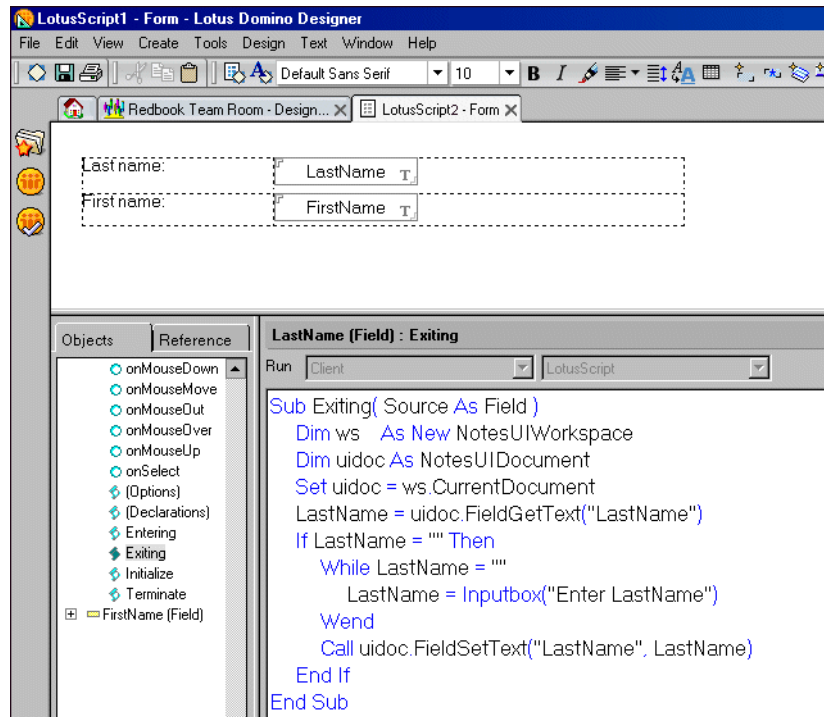 LotusScript1 - Form - Lotus Domino Designer
File Edit View Create Tools Design Text Window Help
Default Sans Serif 10 B I
Redbook Team Room - Design... LotusScript2 - Form
Last name: LastName T
First name: FirstName T
Objects Reference
onMouseDown
onMouseMove
onMouseOut
onMouseOver
onMouseUp
onSelect
(Options)
(Declarations)
Entering
Exiting
Initialize
Terminate
FirstName (Field)
LastName (Field) : Exiting
Run Client LotusScript
Sub Exiting( Source As Field )
Dim ws As New NotesUIWorkspace
Dim uidoc As NotesUIDocument
Set uidoc = ws.CurrentDocument
LastName = uidoc.FieldGetText("LastName")
If LastName = "" Then
While LastName = ""
LastName = Inputbox("Enter LastName")
Wend
Call uidoc.FieldSetText("LastName", LastName)
End If
End Sub